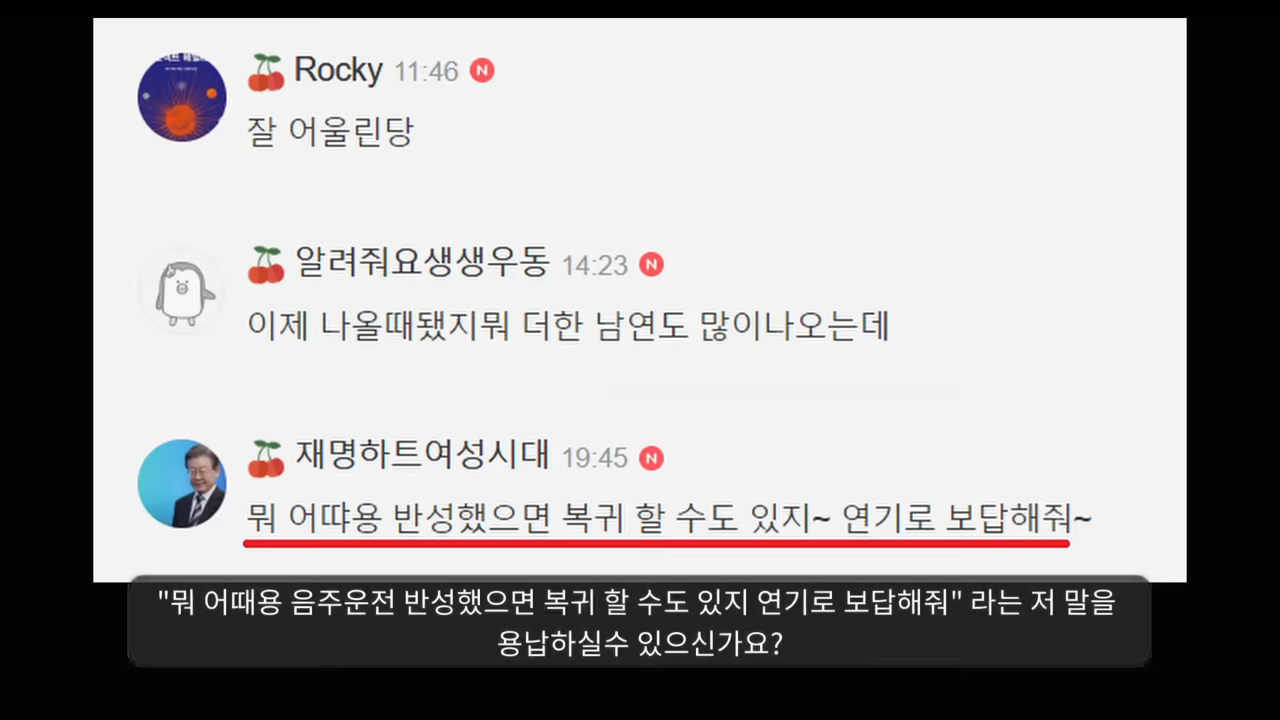 Rocky 11:46 N
잘 어울린당
알려줘요생생우동 14:23 N
이제 나올때됐지뭐 더한 남연도 많이나오는데
재명하트여성시대 19:45 N
뭐 어떄용 반성했으면 복귀 할 수도 있지~ 연기로 보답해줘~
"뭐 어때용 음주운전 반성했으면 복귀 할 수도 있지 연기로 보답해줘" 라는 저 말을
용납하실수 있으신가요?